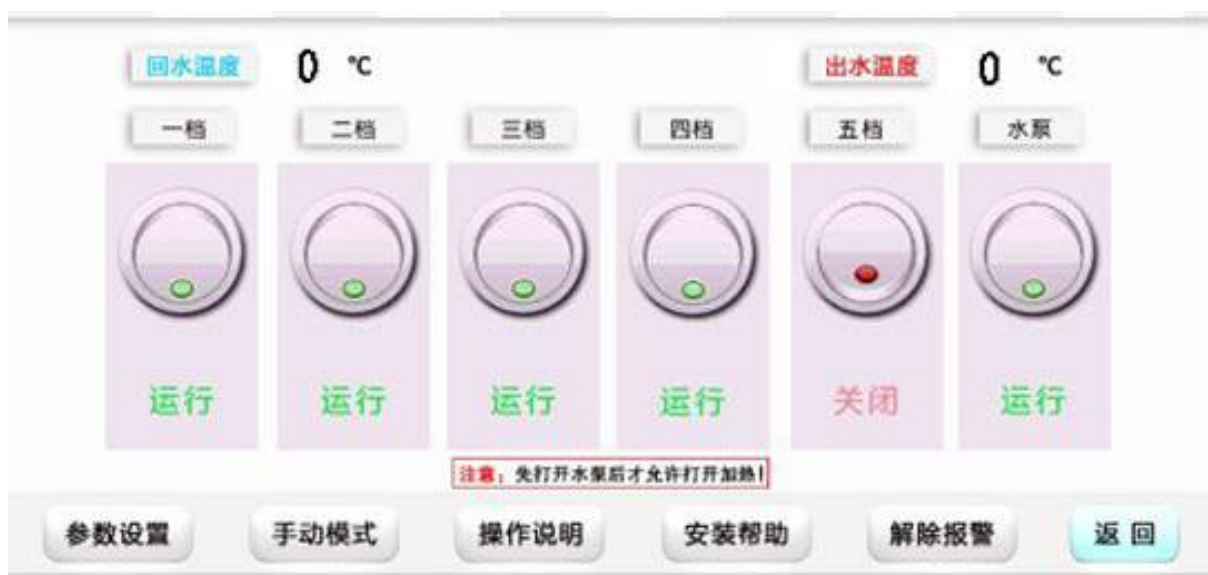 回水温度 0 ℃ 出水温度 0 ℃
一档 二档 三档 四档 五档 水泵
运行 运行 运行 运行 关闭 运行
注意：先打开水泵后才允许打开加热！
参数设置 手动模式 操作说明 安装帮助 解除报警 返回